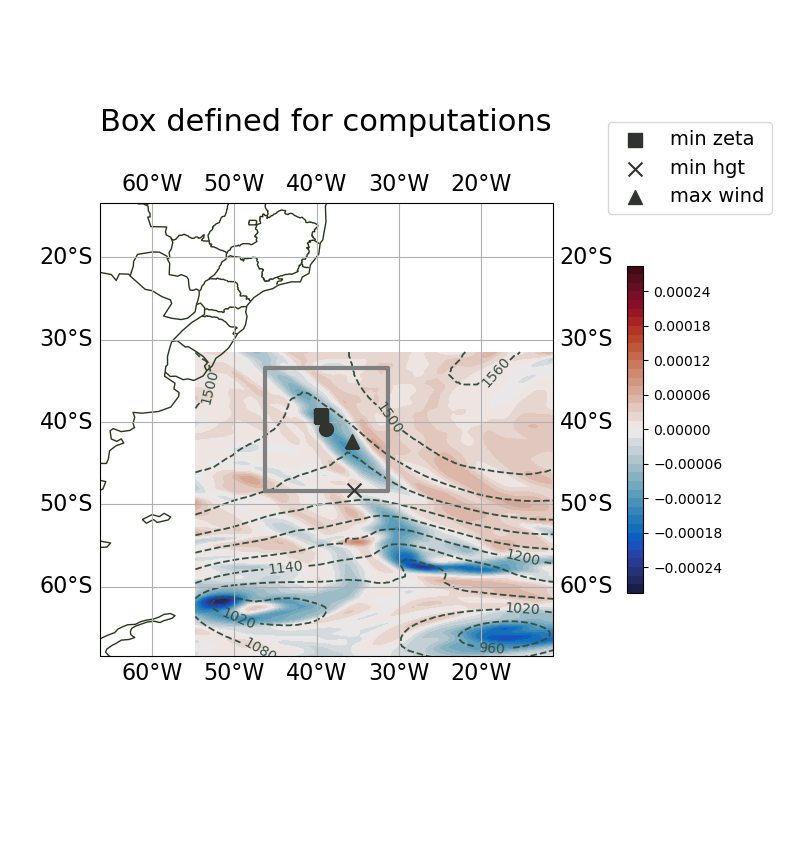 Box defined for computations
min zeta
min hgt
max wind
60°W 50°W 40°W 30°W 20°W
20°S 20°S
30°S 30°S
40°S 40°S
50°S 50°S
60°S 60°S
1500
1560
1500
1140
1200
1020
1020
1080
960
60°W 50°W 40°W 30°W 20°W
0.00024
0.00018
0.00012
0.00006
0.00000
−0.00006
−0.00012
−0.00018
−0.00024